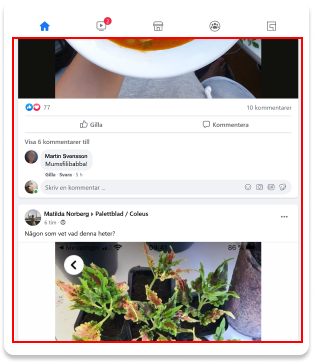 2
77
10 kommentarer
Gilla
Kommentera
Visa 6 kommentarer till
Martin Svensson
Mumsfilibabba!
Gilla · Svara · 5 h
Skriv en kommentar ...
Matilda Norberg ▸ Palettblad / Coleus
6 tim ·
Någon som vet vad denna heter?
86 %